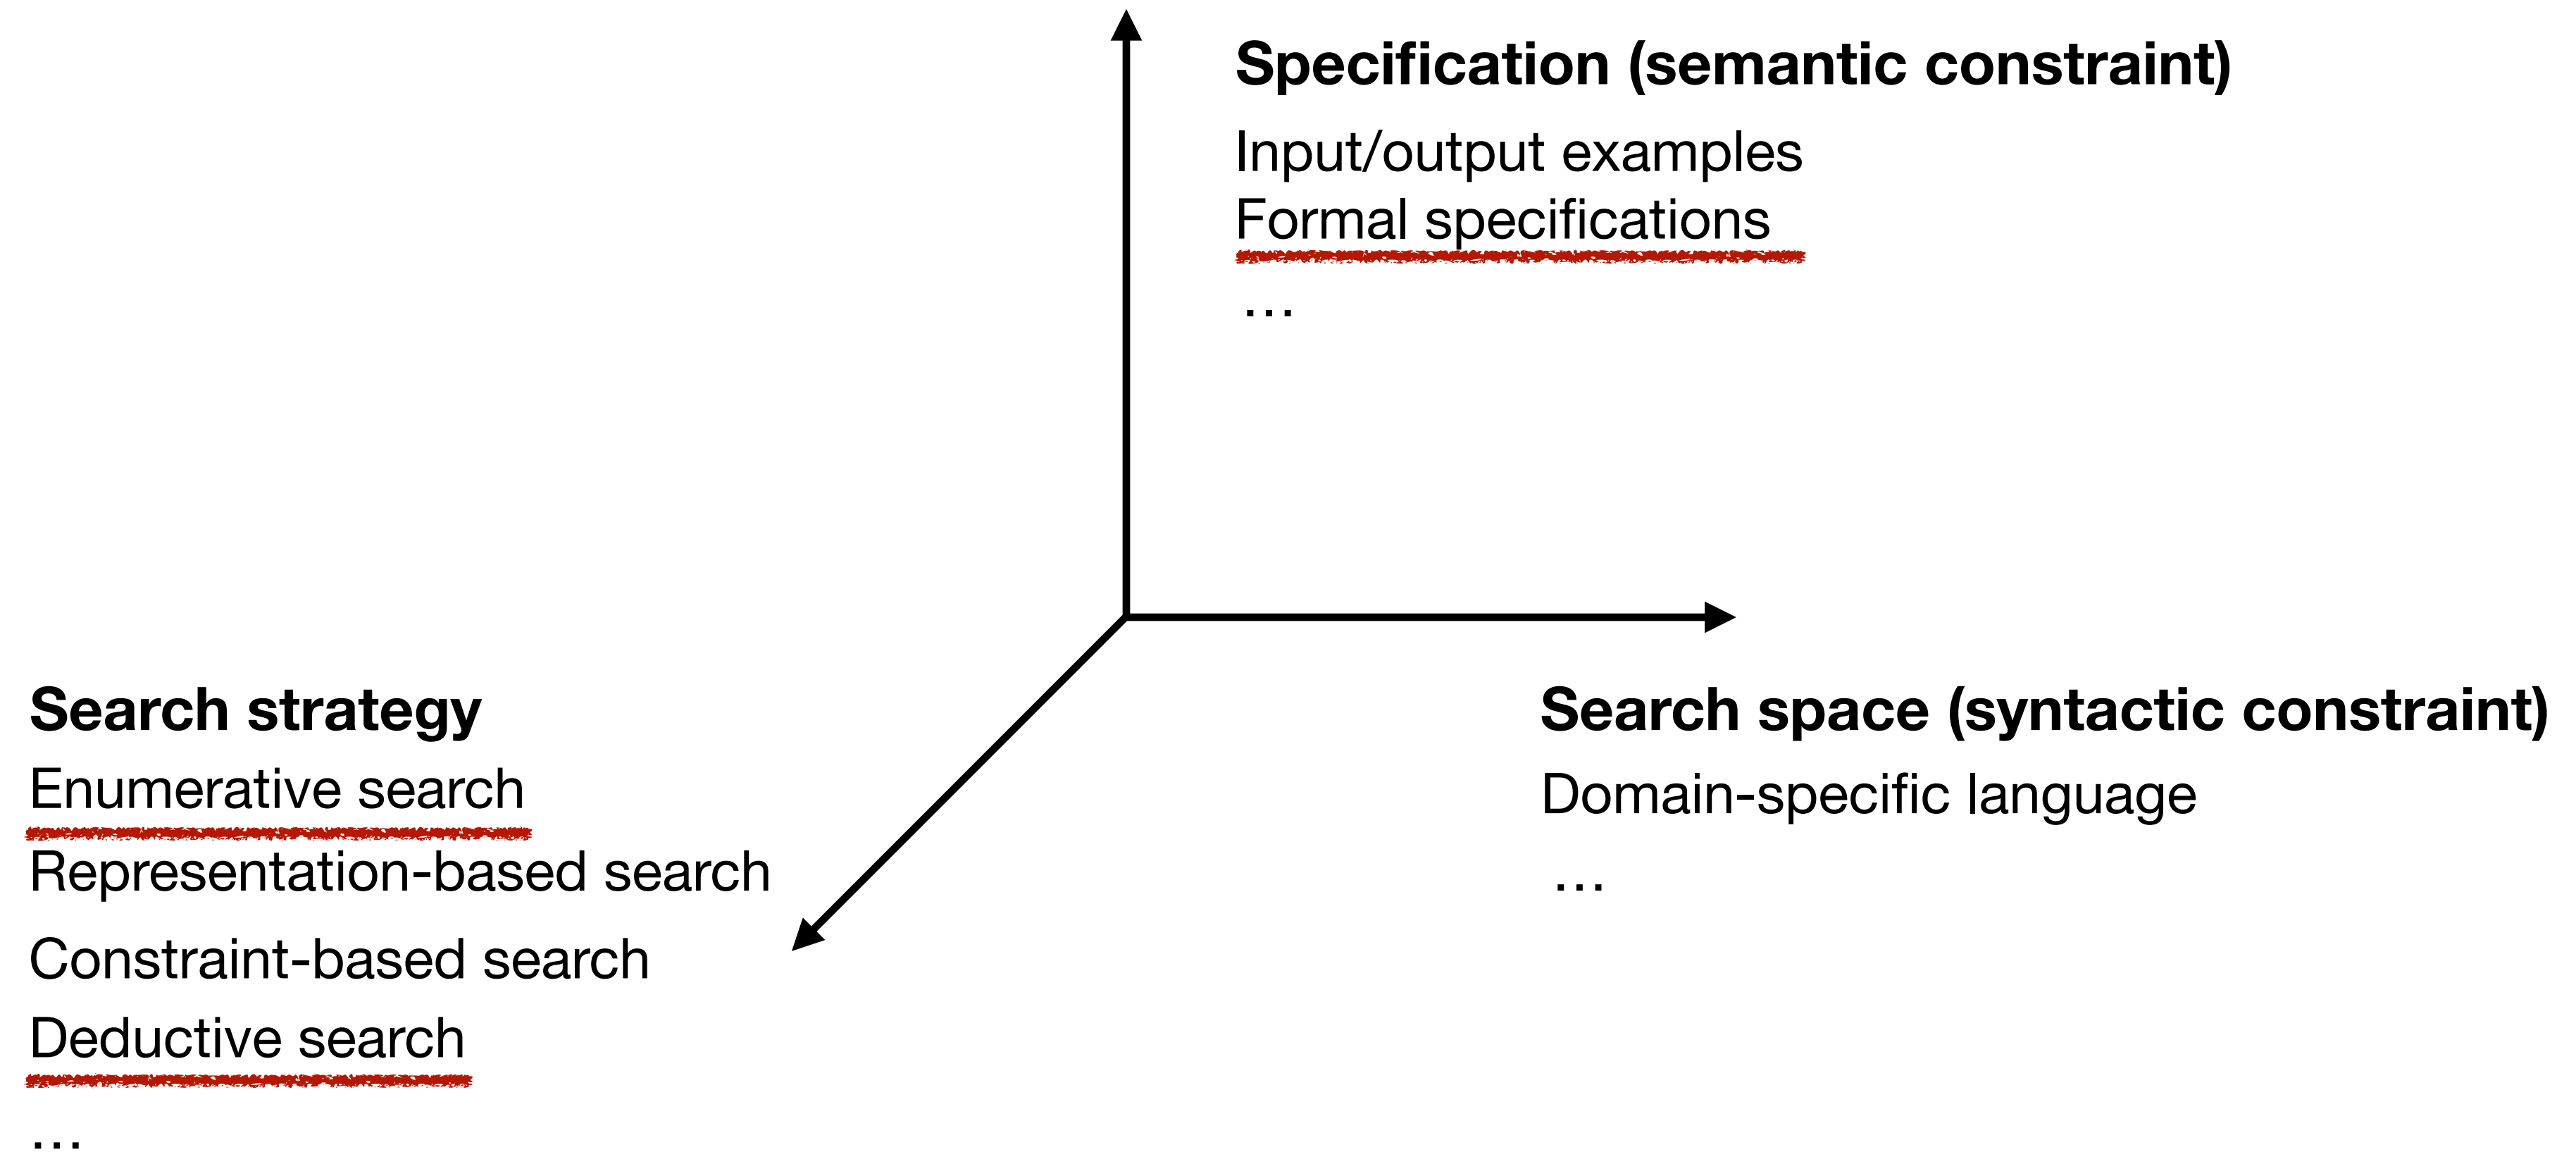 Specification (semantic constraint)
Input/output examples
Formal specifications
...
Search strategy
Enumerative search
Representation-based search
Constraint-based search
Deductive search
...
Search space (syntactic constraint)
Domain-specific language
...